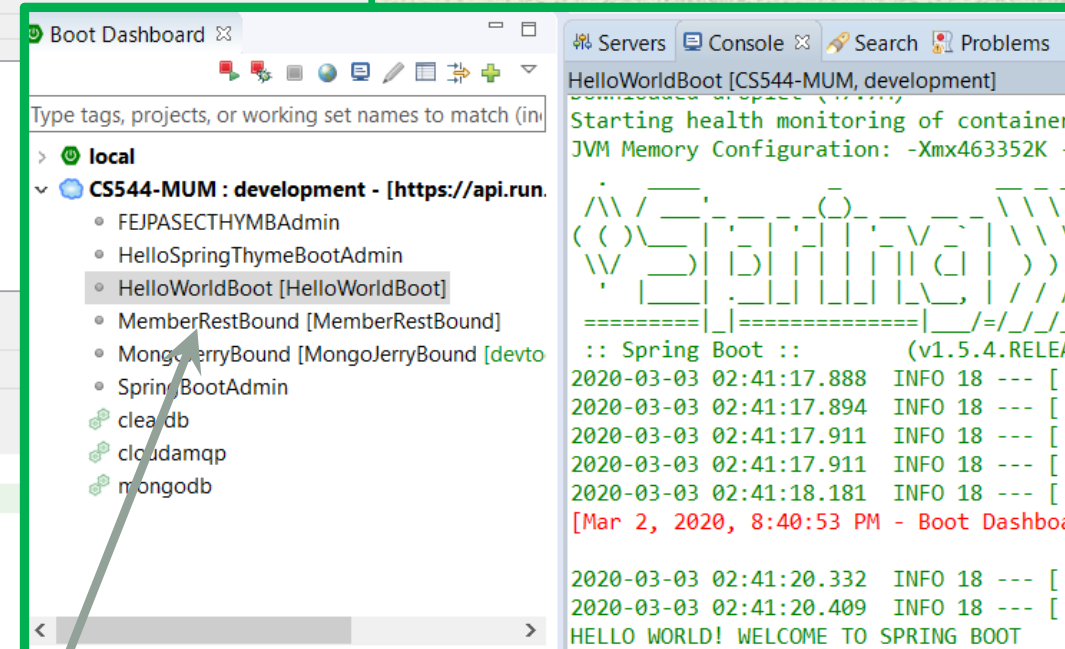 Boot Dashboard
Type tags, projects, or working set names to match (in
local
CS544-MUM : development - [https://api.run.
FEJPASECTHYMBAdmin
HelloSpringThymeBootAdmin
HelloWorldBoot [HelloWorldBoot]
MemberRestBound [MemberRestBound]
MongoJerryBound [MongoJerryBound [devto
SpringBootAdmin
cleardb
cloudamqp
mongodb
Servers Console Search Problems
HelloWorldBoot [CS544-MUM, development]
Starting health monitoring of container
JVM Memory Configuration: -Xmx463352K -
Spring
:: Spring Boot :: (v1.5.4.RELEA
2020-03-03 02:41:17.888 INFO 18 --- [
2020-03-03 02:41:17.894 INFO 18 --- [
2020-03-03 02:41:17.911 INFO 18 --- [
2020-03-03 02:41:17.911 INFO 18 --- [
2020-03-03 02:41:18.181 INFO 18 --- [
[Mar 2, 2020, 8:40:53 PM - Boot Dashboa
2020-03-03 02:41:20.332 INFO 18 --- [
2020-03-03 02:41:20.409 INFO 18 --- [
HELLO WORLD! WELCOME TO SPRING BOOT